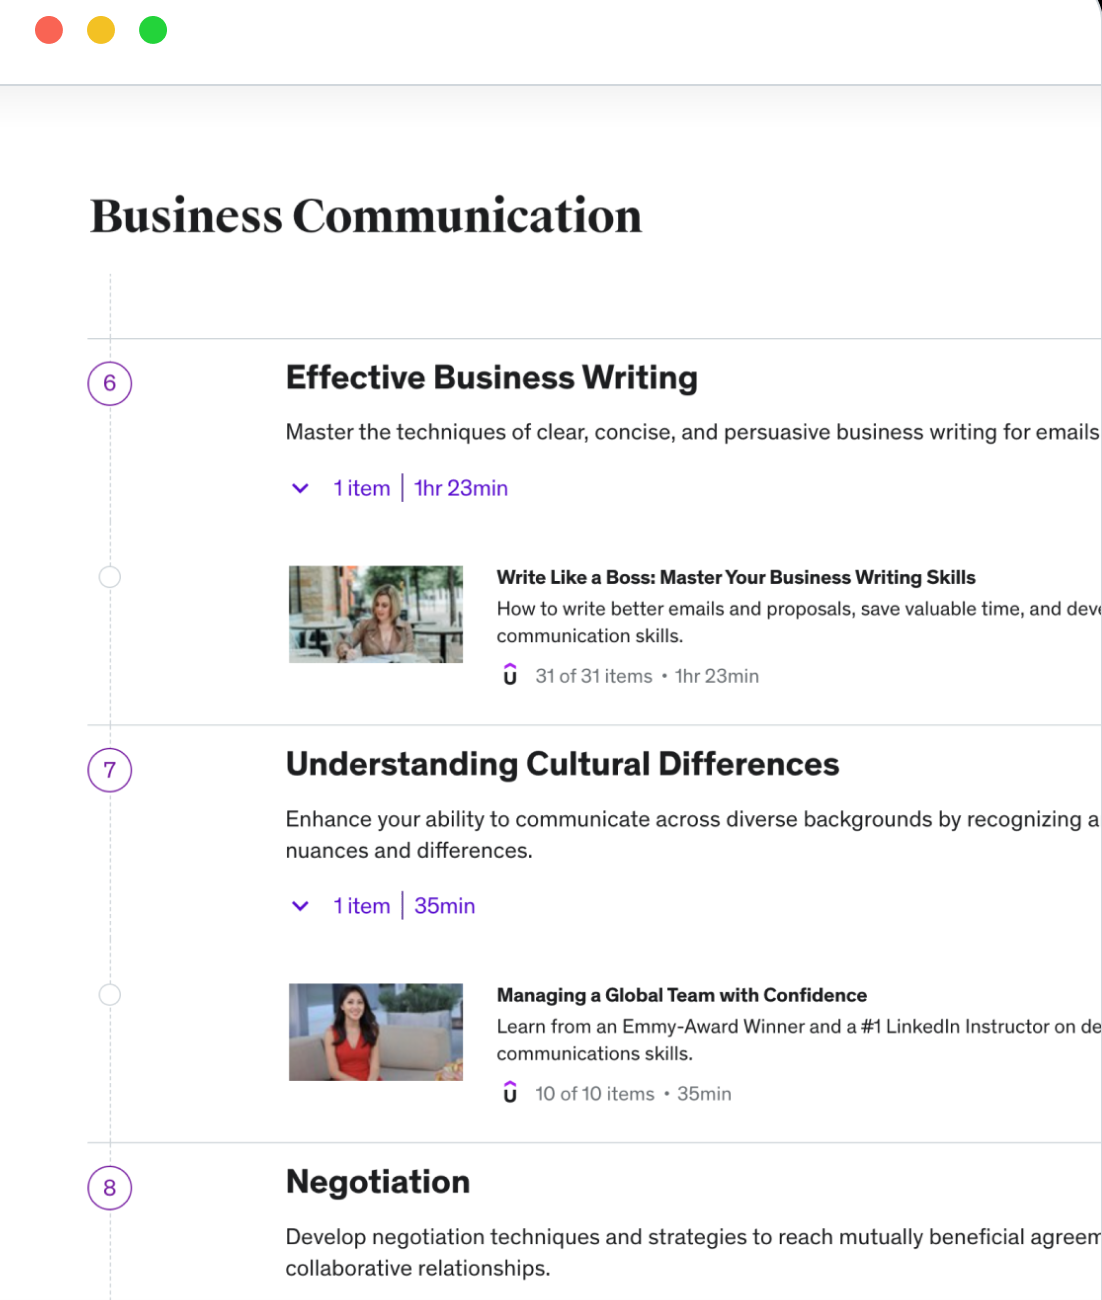 Business Communication
6
Effective Business Writing
Master the techniques of clear, concise, and persuasive business writing for emails
1 item | 1hr 23min
Write Like a Boss: Master Your Business Writing Skills
How to write better emails and proposals, save valuable time, and deve
communication skills.
31 of 31 items • 1hr 23min
7
Understanding Cultural Differences
Enhance your ability to communicate across diverse backgrounds by recognizing a
nuances and differences.
1 item | 35min
Managing a Global Team with Confidence
Learn from an Emmy-Award Winner and a #1 LinkedIn Instructor on de
communications skills.
10 of 10 items • 35min
8
Negotiation
Develop negotiation techniques and strategies to reach mutually beneficial agreem
collaborative relationships.